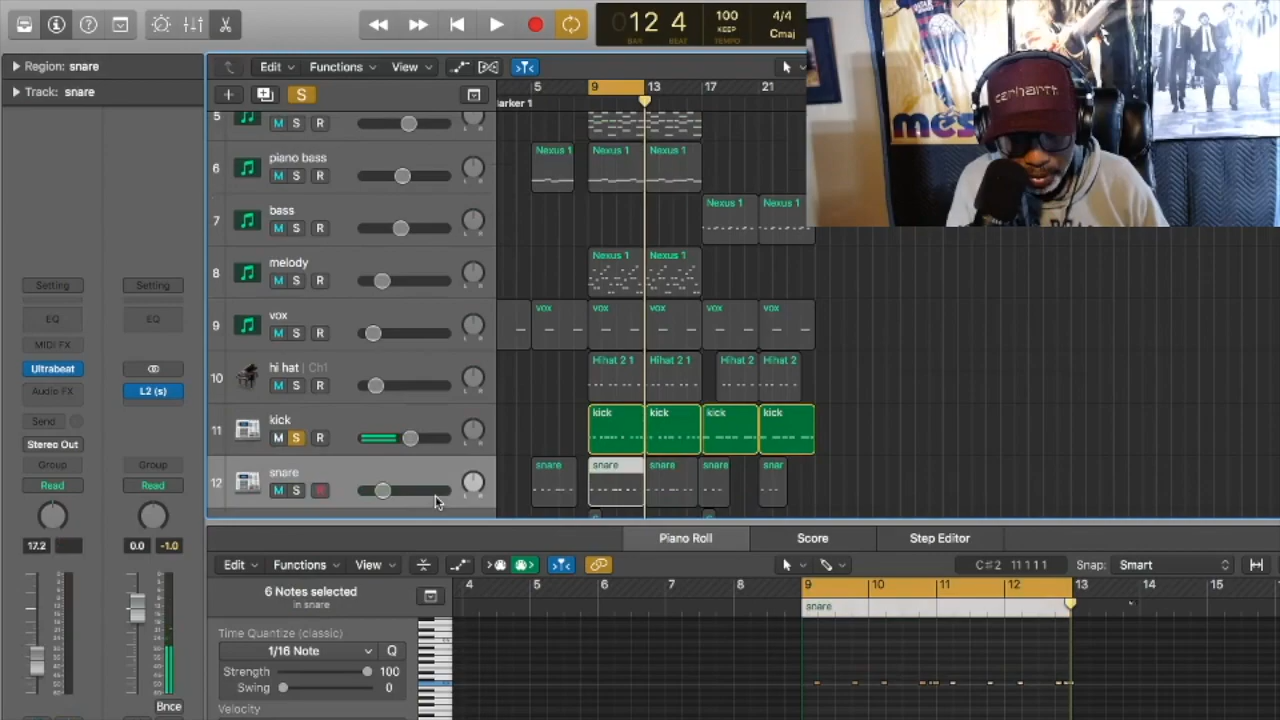 12 4
BAR BEAT
100
KEEP
TEMPO
4/4
Cmaj
carhartt
mes
Region: snare
Track: snare
Edit Functions View
S
5 9 13 17 21
arker 1
5 M S R
6 piano bass M S R Nexus 1 Nexus 1 Nexus 1
7 bass M S R Nexus 1 Nexus 1
8 melody M S R Nexus 1 Nexus 1
9 vox M S R vox vox vox vox vox
10 hi hat | Ch1 M S R Hihat 2 1 Hihat 2 1 Hihat 2 Hihat 2
11 kick M S R kick kick kick kick
12 snare M S R snare snare snare snare snar
Setting Setting
EQ EQ
MIDI FX
Ultrabeat
Audio FX L2 (s)
Send
Stereo Out
Group Group
Read Read
17.2 0.0 -1.0
Bnce
Piano Roll Score Step Editor
Edit Functions View C#2 11111 Snap: Smart
6 Notes selected
in snare
4 5 6 7 8 9 10 11 12 13 14 15
snare
Time Quantize (classic)
1/16 Note Q
Strength 100
Swing 0
Velocity